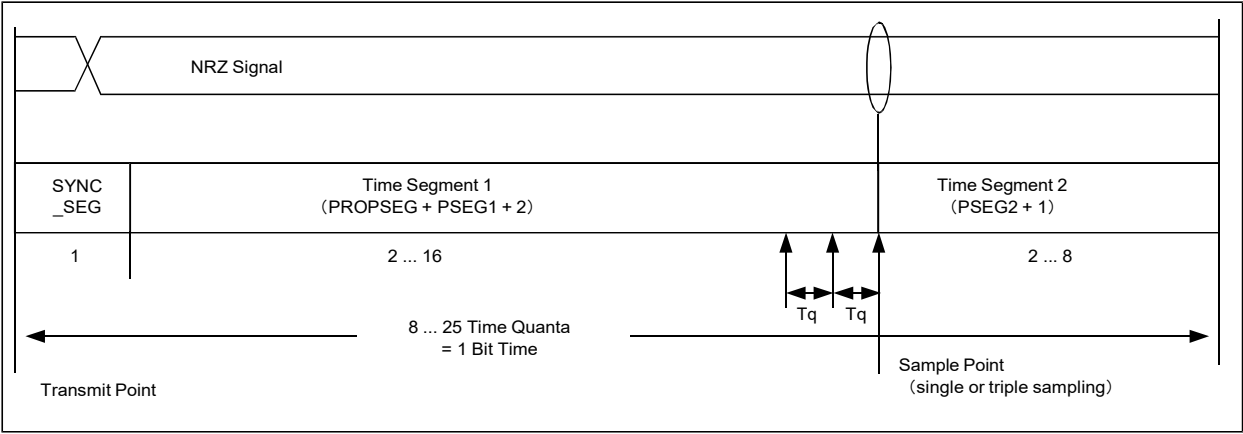 NRZ Signal
SYNC
_SEG
Time Segment 1
（PROPSEG + PSEG1 + 2）
Time Segment 2
（PSEG2 + 1）
1
2 ... 16
2 ... 8
Tq
Tq
8 ... 25 Time Quanta
= 1 Bit Time
Transmit Point
Sample Point
（single or triple sampling）